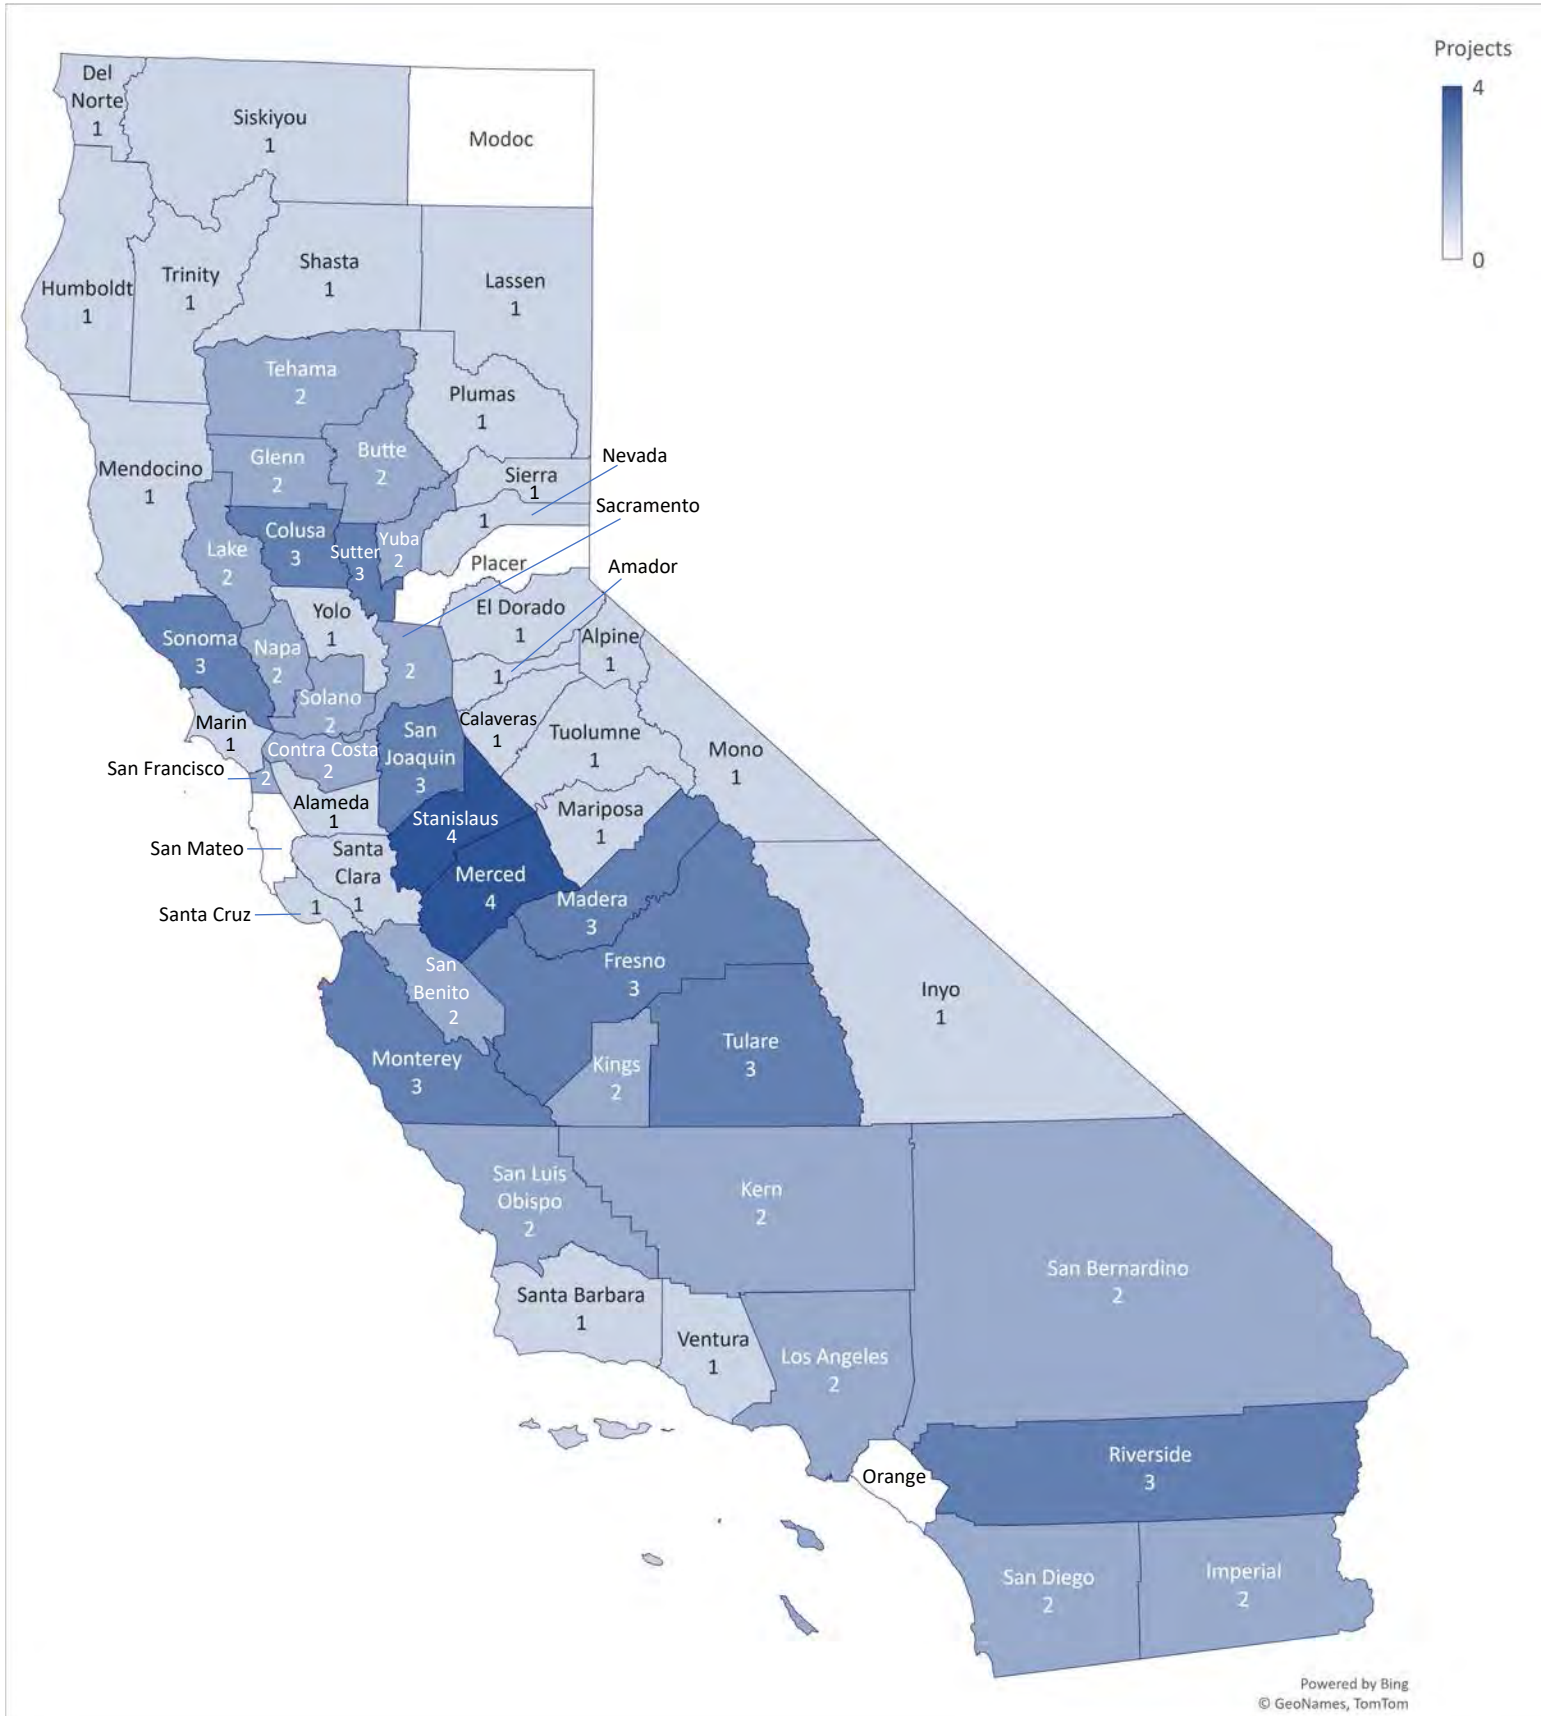 Projects
4
0
Del
Norte
1
Siskiyou
1
Modoc
Humboldt
1
Trinity
1
Shasta
1
Lassen
1
Tehama
2
Plumas
1
Mendocino
1
Glenn
2
Butte
2
Sierra
1
Nevada
1
Sacramento
Colusa
3
Sutter
3
Yuba
2
Lake
2
Placer
Amador
Yolo
1
El Dorado
1
Alpine
1
Sonoma
3
Napa
2
2
1
Solano
2
Marin
1
San
Joaquin
3
Calaveras
1
Tuolumne
1
Mono
1
Contra Costa
2
San Francisco
2
Alameda
1
Stanislaus
4
Mariposa
1
San Mateo
Santa
Clara
1
Merced
4
Madera
3
Santa Cruz
1
San
Benito
2
Fresno
3
Inyo
1
Monterey
3
Kings
2
Tulare
3
San Luis
Obispo
2
Kern
2
San Bernardino
2
Santa Barbara
1
Ventura
1
Los Angeles
2
Orange
Riverside
3
San Diego
2
Imperial
2
Powered by Bing
© GeoNames, TomTom